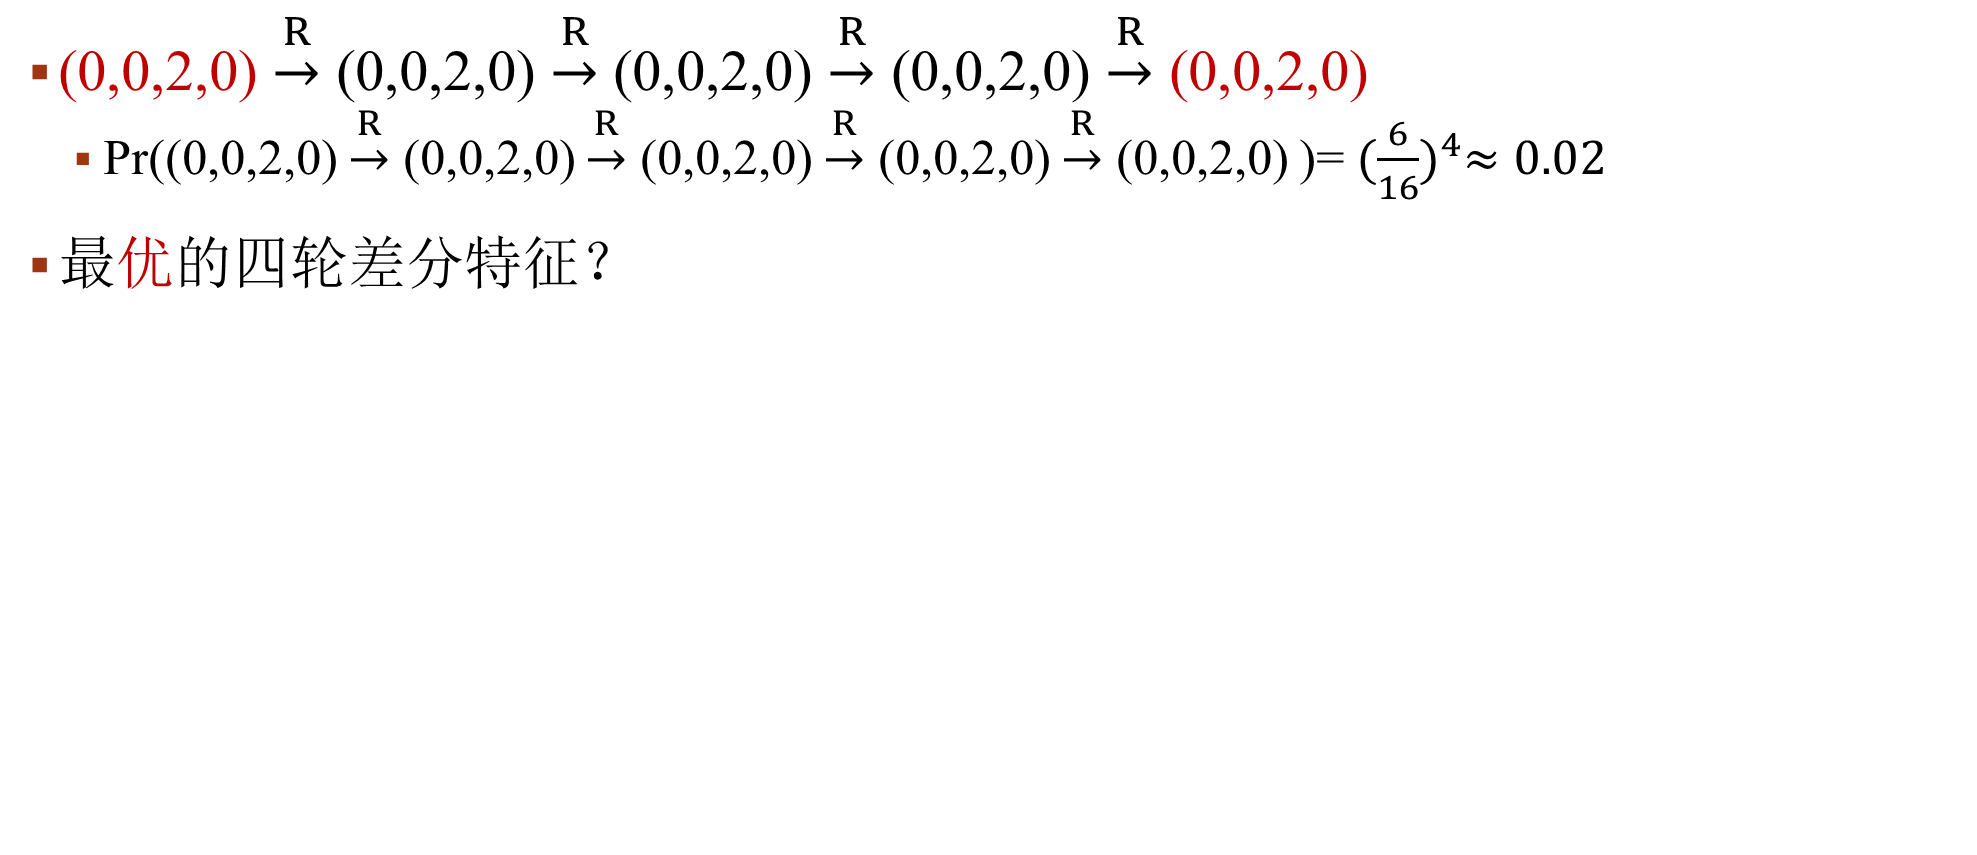 ▪ (0,0,2,0) →R (0,0,2,0) →R (0,0,2,0) →R (0,0,2,0) →R (0,0,2,0)
▪ Pr((0,0,2,0) →R (0,0,2,0) →R (0,0,2,0) →R (0,0,2,0) →R (0,0,2,0) )= (6/16)^4≈ 0.02
▪ 最优的四轮差分特征？